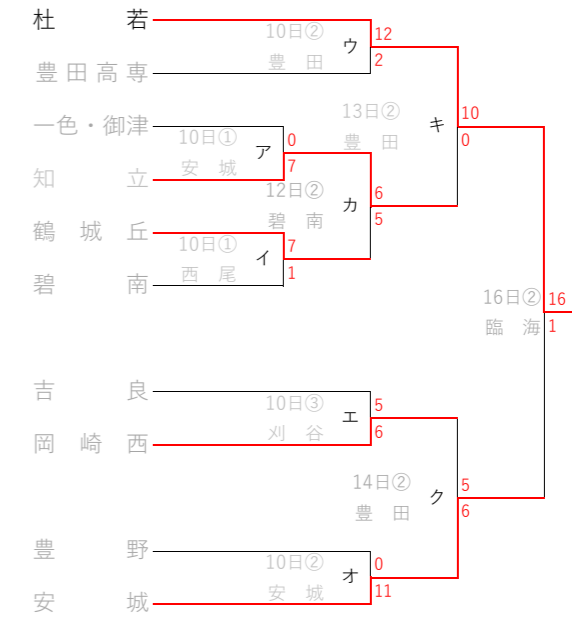 杜若
10日② ウ 12
豊田 2
豊田高専
13日② キ 10
豊田 0
一色・御津
10日① ア 0
安城 7
知立
12日② カ 6
碧南 5
鶴城丘
10日① イ 7
西尾 1
碧南
16日② 16
臨海 1
吉良
10日③ エ 5
刈谷 6
岡崎西
14日② ク 5
豊田 6
豊野
10日② オ 0
安城 11
安城